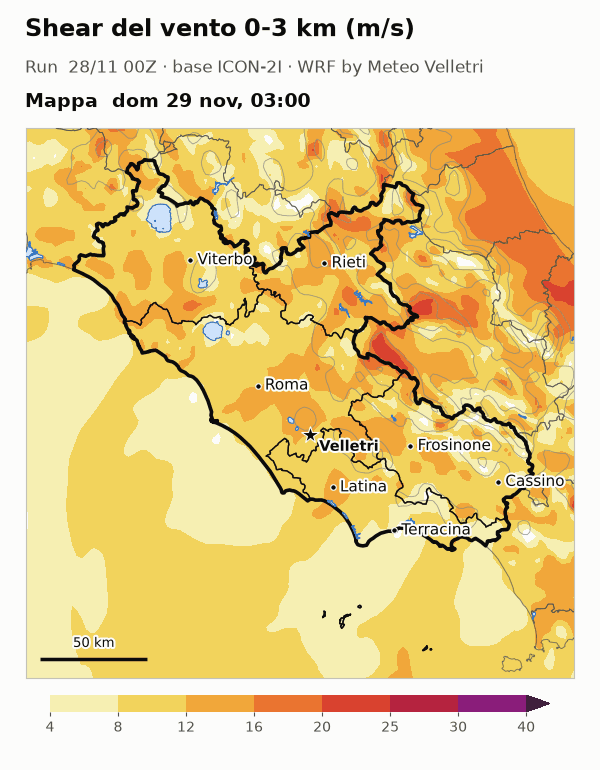 Shear del vento 0-3 km (m/s)
Run  28/11 00Z · base ICON-2I · WRF by Meteo Velletri
Mappa  dom 29 nov, 03:00
Viterbo
Rieti
Roma
Velletri
Frosinone
Latina
Cassino
Terracina
50 km
4 8 12 16 20 25 30 40